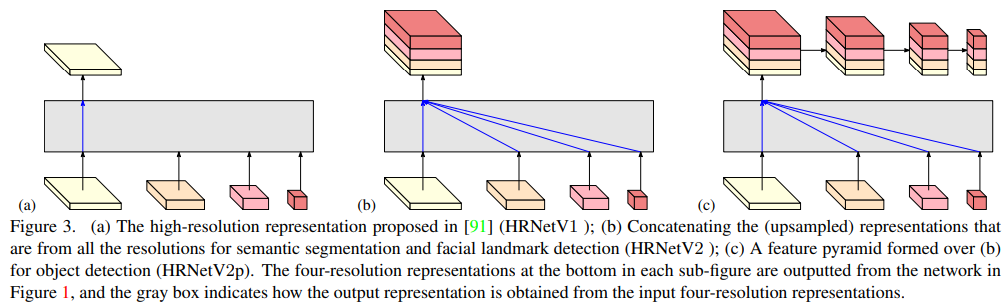 (a)
(b)
(c)
Figure 3. (a) The high-resolution representation proposed in [91] (HRNetV1 ); (b) Concatenating the (upsampled) representations that
are from all the resolutions for semantic segmentation and facial landmark detection (HRNetV2 ); (c) A feature pyramid formed over (b)
for object detection (HRNetV2p). The four-resolution representations at the bottom in each sub-figure are outputted from the network in
Figure 1, and the gray box indicates how the output representation is obtained from the input four-resolution representations.